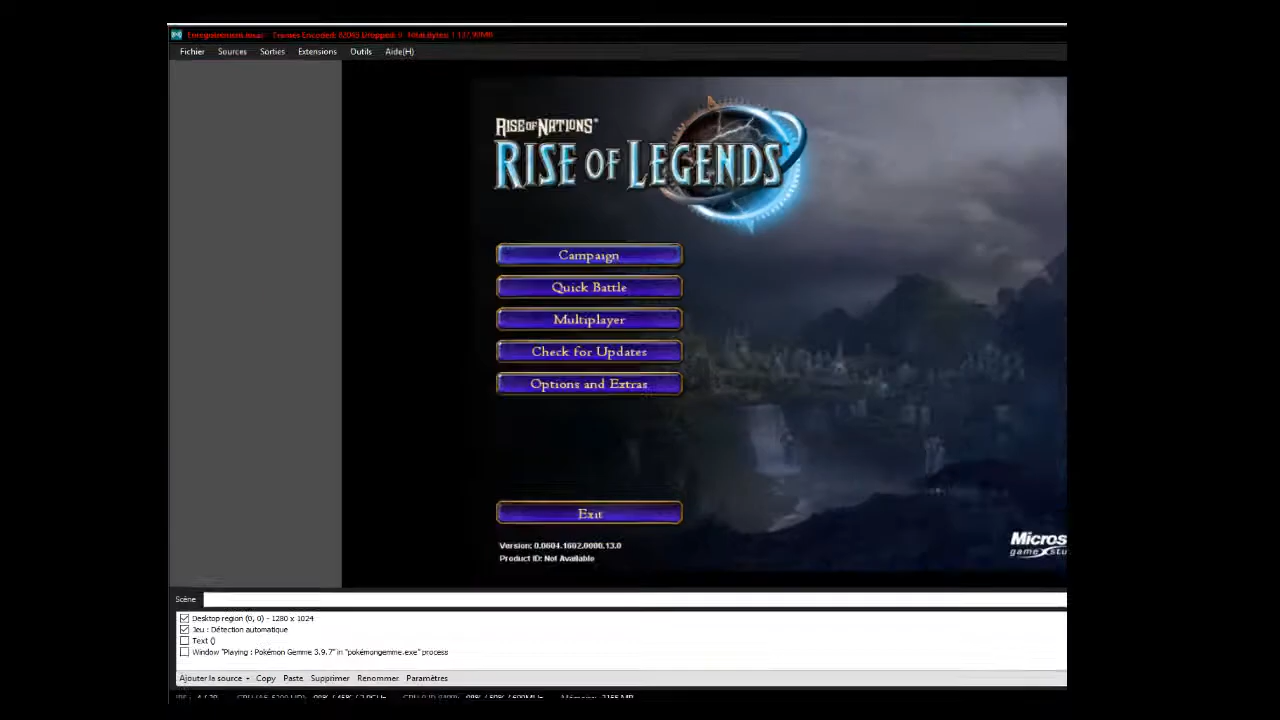 Fichier Sources Sorties Extensions Outils Aide(H)
RISE OF NATIONS
RISE OF LEGENDS
Campaign
Quick Battle
Multiplayer
Check for Updates
Options and Extras
Exit
Version: 0.0604.1602.0000.13.0
Product ID: Not Available
Micros
game stu
Scène
Desktop region (0, 0) - 1280 x 1024
Jeu : Détection automatique
Text ()
Window "Playing : Pokémon Gemme 3.9.7" in "pokémongemme.exe" process
Ajouter la source Copy Paste Supprimer Renommer Paramètres